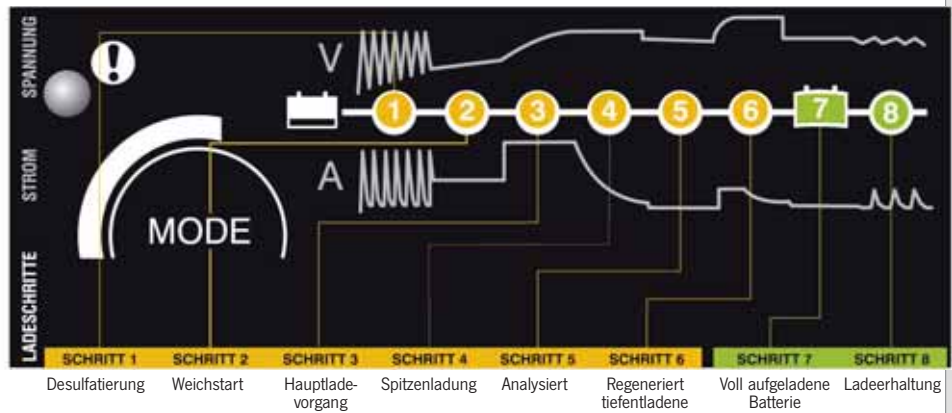 SPANNUNG
!
V
1 2 3 4 5 6 7 8
STROM
A
MODE
LADESCHRITTE
SCHRITT 1 SCHRITT 2 SCHRITT 3 SCHRITT 4 SCHRITT 5 SCHRITT 6 SCHRITT 7 SCHRITT 8
Desulfatierung Weichstart Hauptlade- Spitzenladung Analysiert Regeneriert Voll aufgeladene Ladeerhaltung
vorgang tiefentladene Batterie